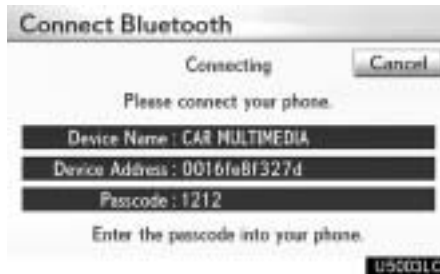 Connect Bluetooth
Connecting
Cancel
Please connect your phone.
Device Name : CAR MULTIMEDIA
Device Address : 0016fe8f327d
Passcode : 1212
Enter the passcode into your phone.
U5003LC